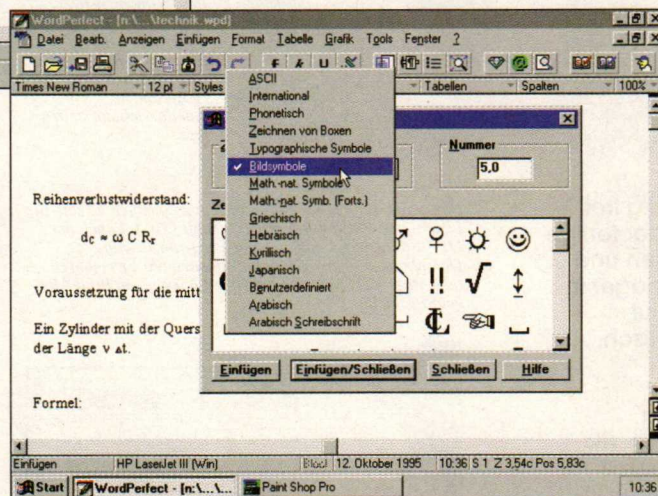 WordPerfect - [n:\...\technik_wpd]
Datei Bearb. Anzeigen Einfügen Format Tabelle Grafik Tools Fenster ?
Times New Roman 12 pt Styles Tabellen Spalten 100%
ASCII
International
Phonetisch
Zeichnen von Boxen
Typographische Symbole
✓ Bildsymbole
Math.-nat. Symbole
Math.-nat. Symb. (Forts.)
Griechisch
Hebräisch
Kyrillisch
Japanisch
Benutzerdefiniert
Arabisch
Arabisch Schreibschrift
Nummer
5,0
Ze
Einfügen Einfügen/Schließen Schließen Hilfe
Reihenverlustwiderstand:
d_C ≈ ω C R_r
Voraussetzung für die mitt
Ein Zylinder mit der Quers
der Länge v ▵t.
Formel:
Einfügen HP LaserJet III (Win) 12. Oktober 1995 10:36 S 1 Z 3,54c Pos 5,83c
Start WordPerfect - [n:\...\... Paint Shop Pro 10:36